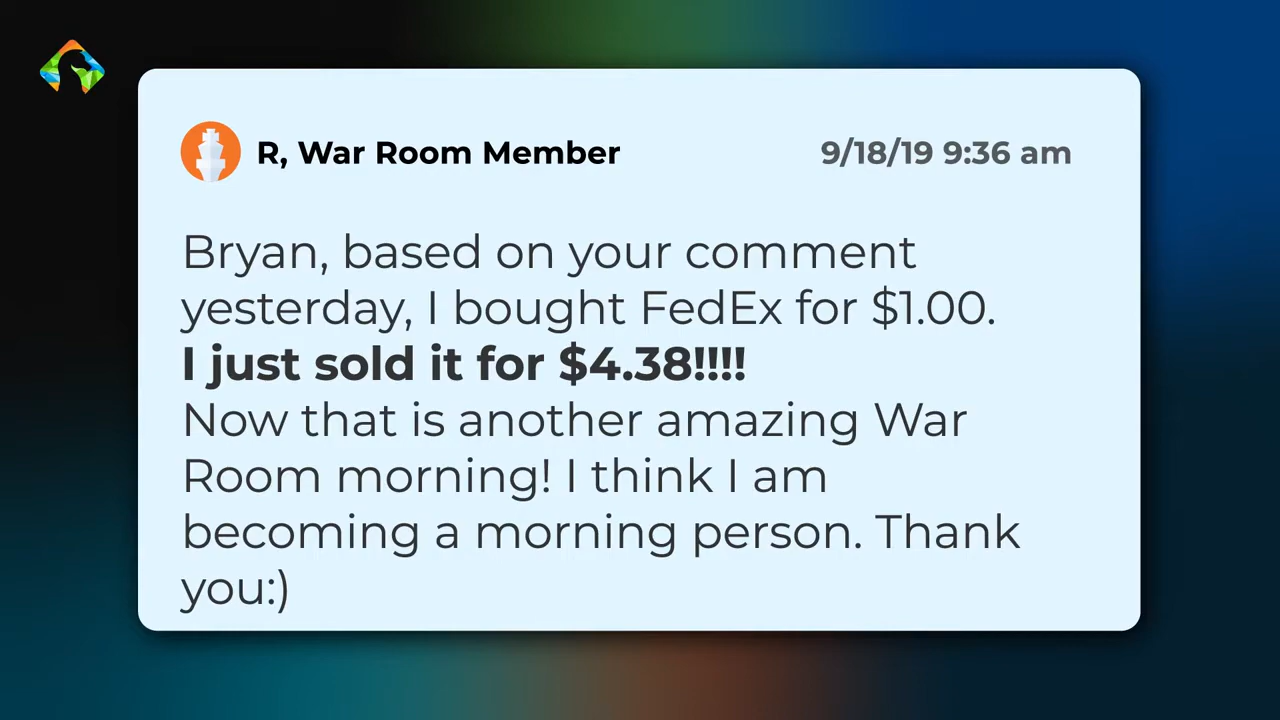 R, War Room Member
9/18/19 9:36 am
Bryan, based on your comment
yesterday, I bought FedEx for $1.00.
I just sold it for $4.38!!!!
Now that is another amazing War
Room morning! I think I am
becoming a morning person. Thank
you:)